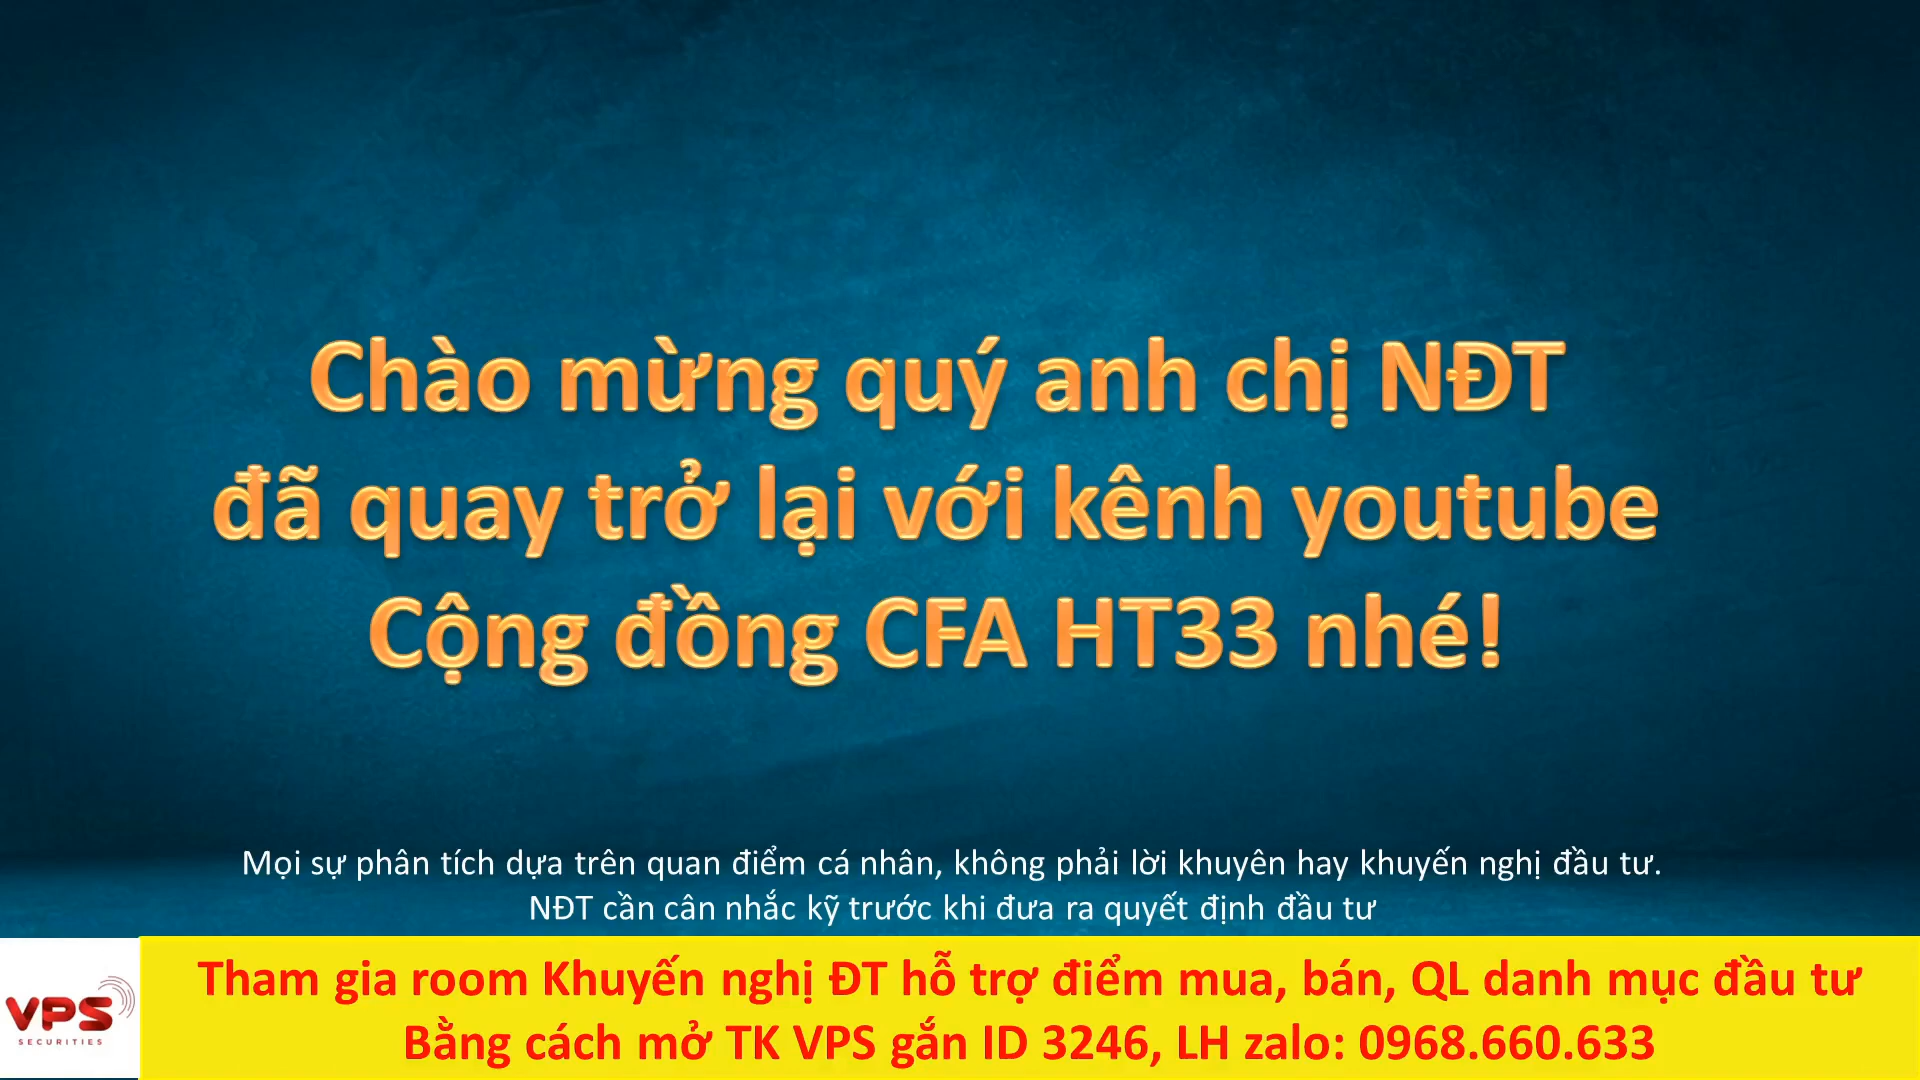 Chào mừng quý anh chị NĐT
đã quay trở lại với kênh youtube
Cộng đồng CFA HT33 nhé!
Mọi sự phân tích dựa trên quan điểm cá nhân, không phải lời khuyên hay khuyến nghị đầu tư.
NĐT cần cân nhắc kỹ trước khi đưa ra quyết định đầu tư
Tham gia room Khuyến nghị ĐT hỗ trợ điểm mua, bán, QL danh mục đầu tư
Bằng cách mở TK VPS gắn ID 3246, LH zalo: 0968.660.633
VPS
SECURITIES